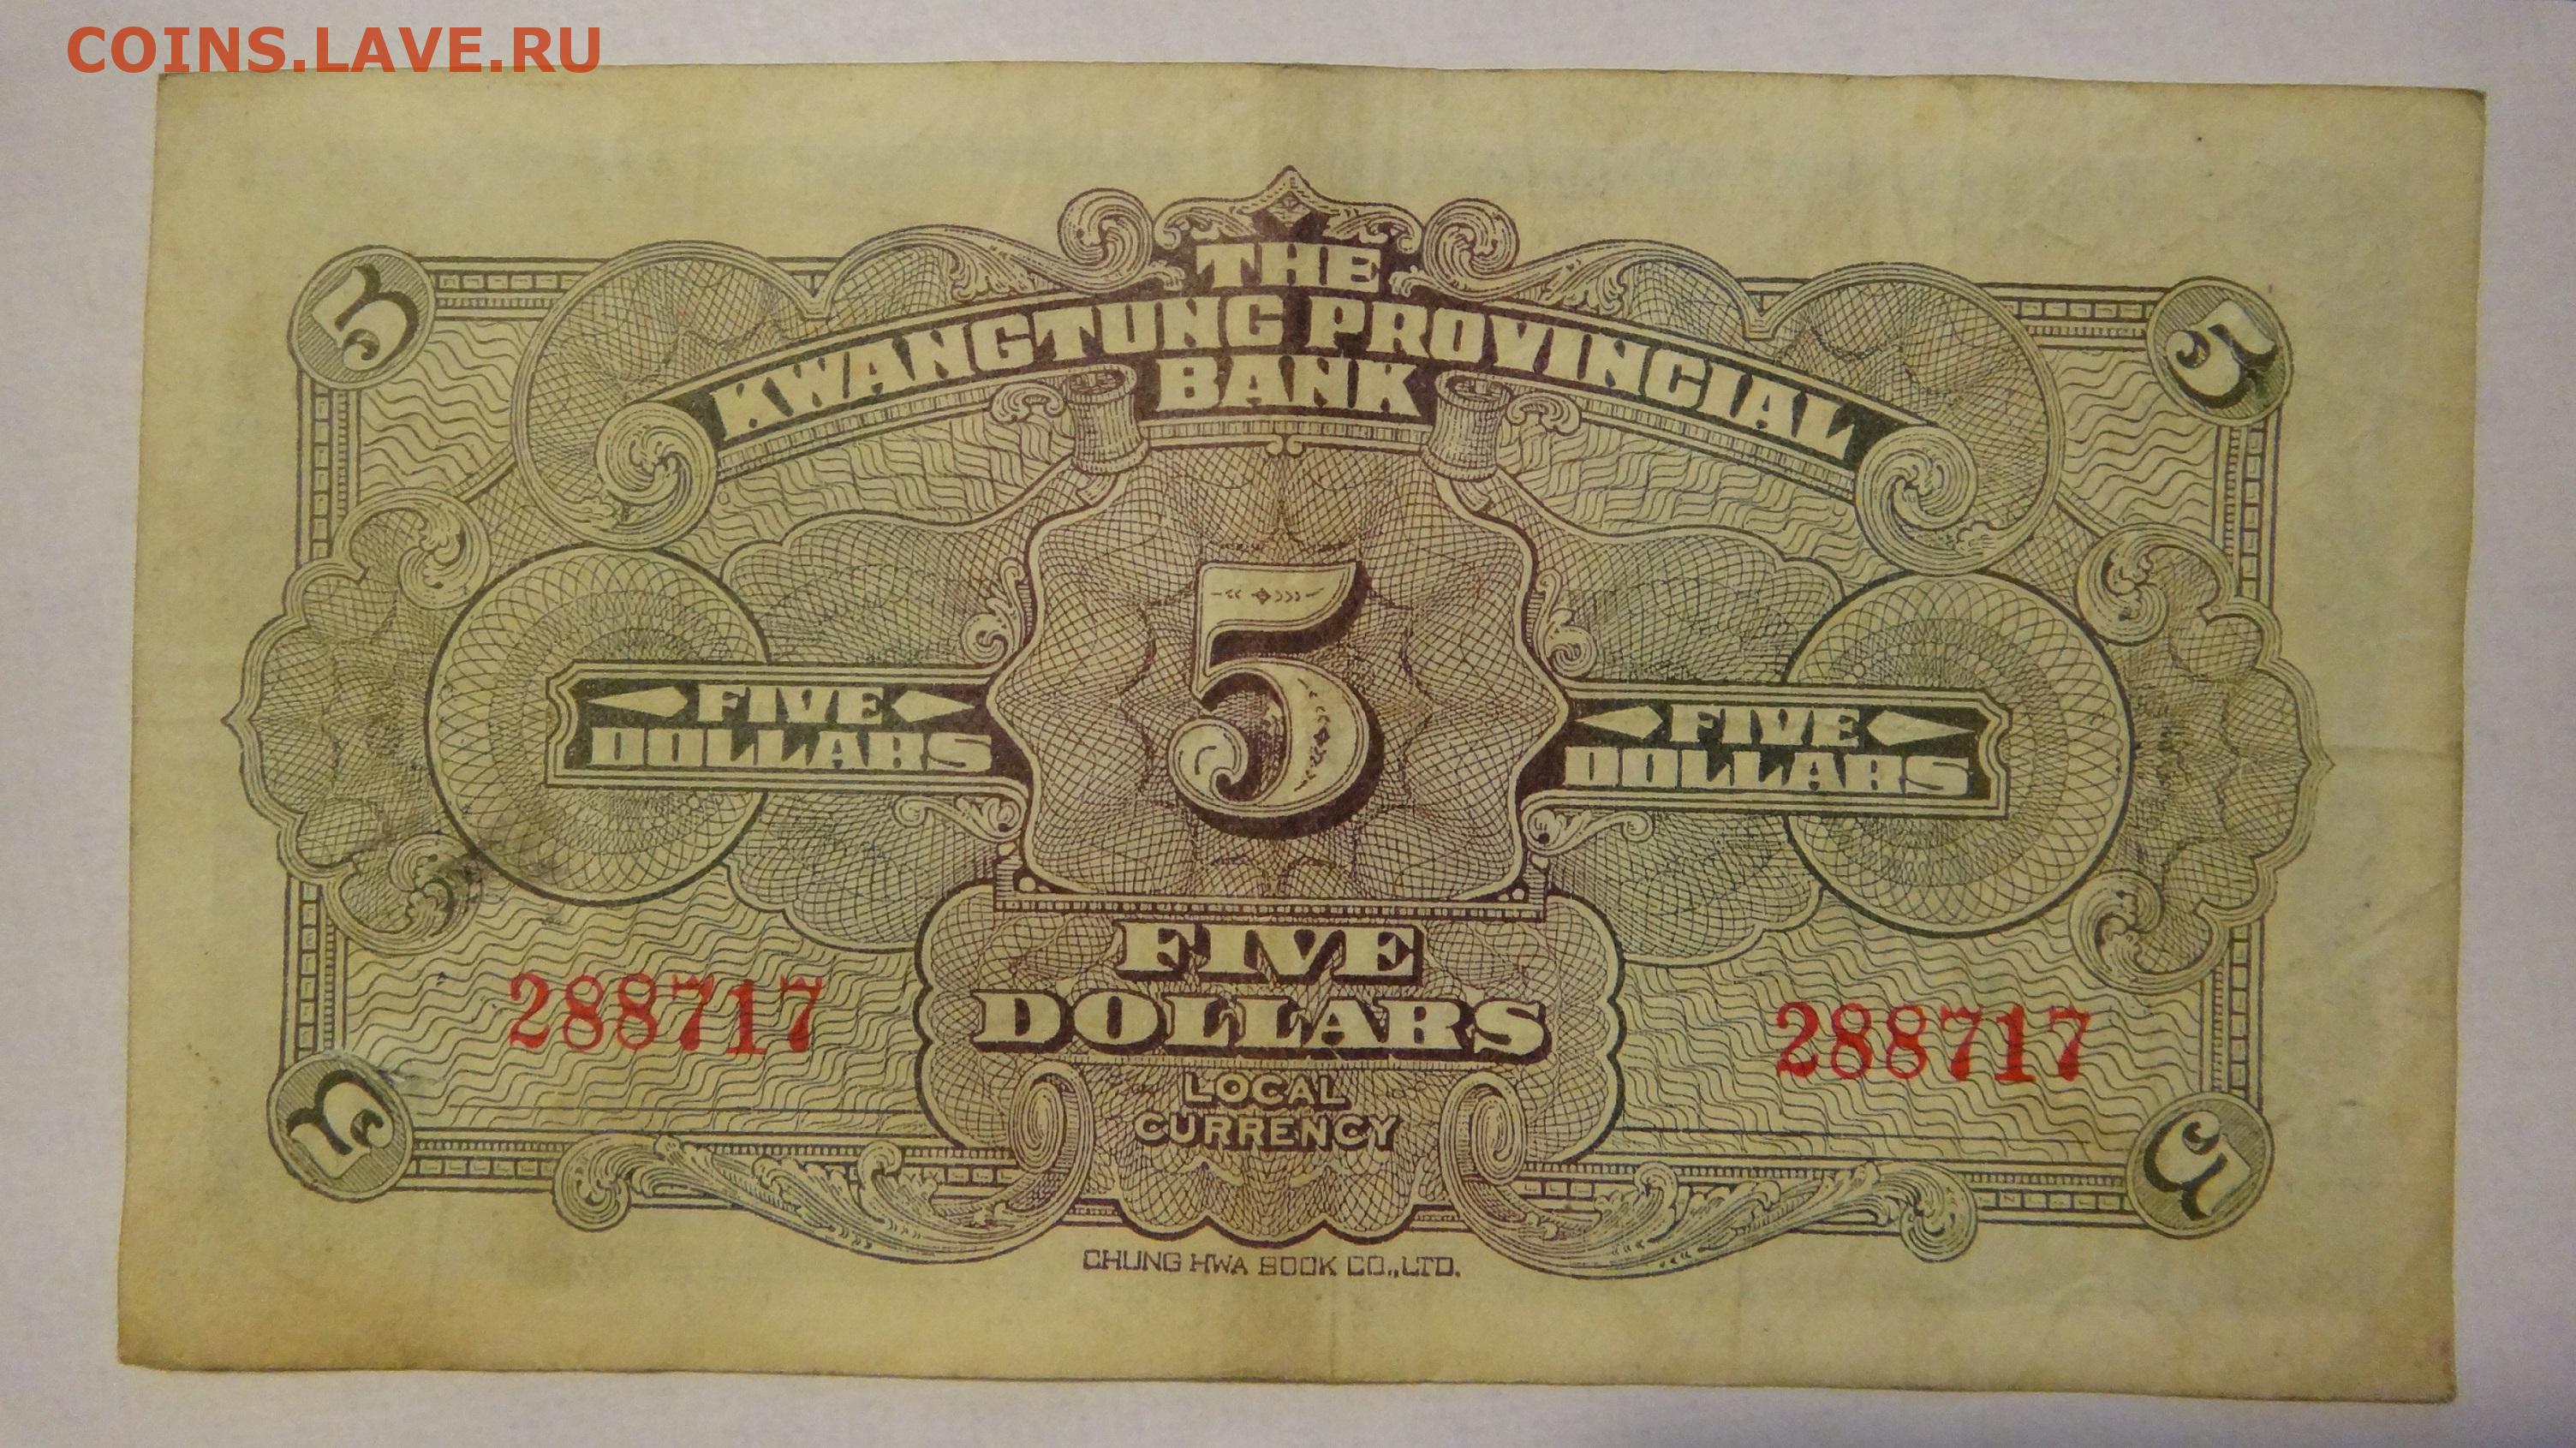 COINS.LAVE.RU
THE
KWANGTUNG PROVINCIAL
BANK
5
5
5
FIVE
DOLLARS
FIVE
DOLLARS
FIVE
DOLLARS
288717
288717
LOCAL
CURRENCY
5
5
CHUNG HWA BOOK CO.,LTD.